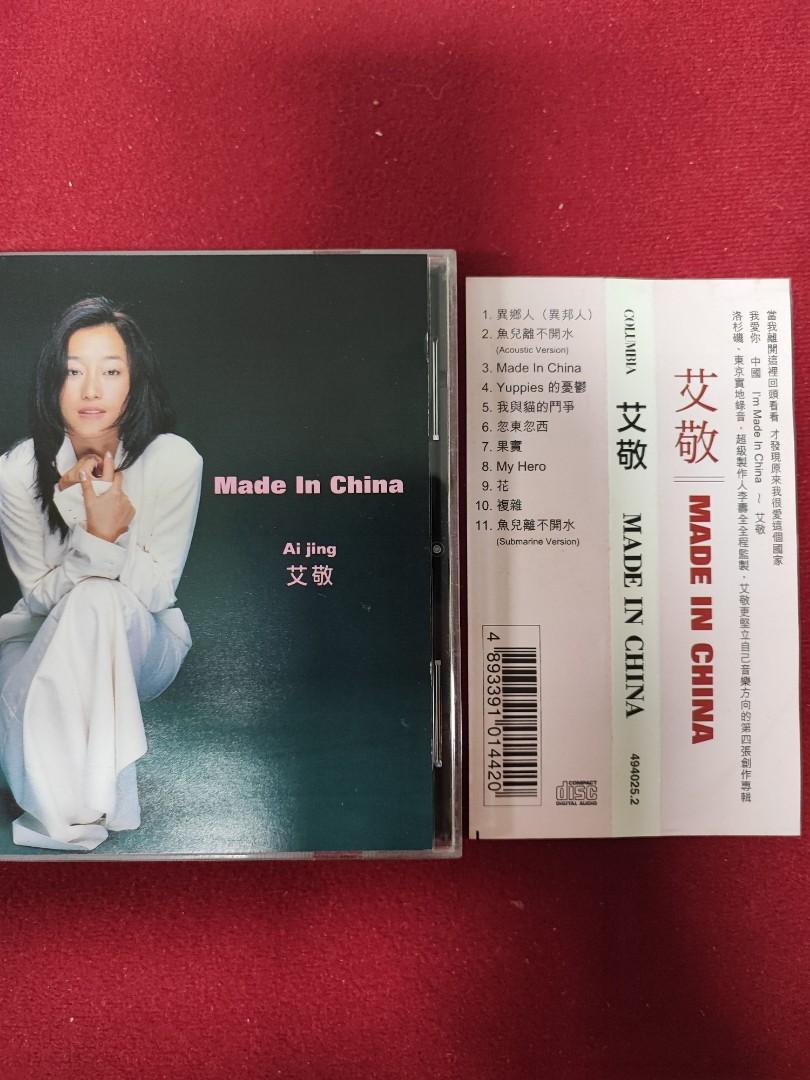 Made In China
Ai jing
艾敬
1. 異鄉人（異邦人）
2. 魚兒離不開水
(Acoustic Version)
3. Made In China
4. Yuppies 的憂鬱
5. 我與貓的鬥爭
6. 忽東忽西
7. 果實
8. My Hero
9. 花
10. 複雜
11. 魚兒離不開水
(Submarine Version)
4 893391 014420
COMPACT
disc
DIGITAL AUDIO
COLUMBIA 艾敬 MADE IN CHINA 494025.2
艾敬 MADE IN CHINA
當我離開這裡回頭看看 才發現原來我很愛這個國家
我愛你 中國 I'm Made In China ~ 艾敬
洛杉磯、東京實地錄音，超級製作人李壽全全程監製，艾敬更堅立自己音樂方向的第四張創作專輯